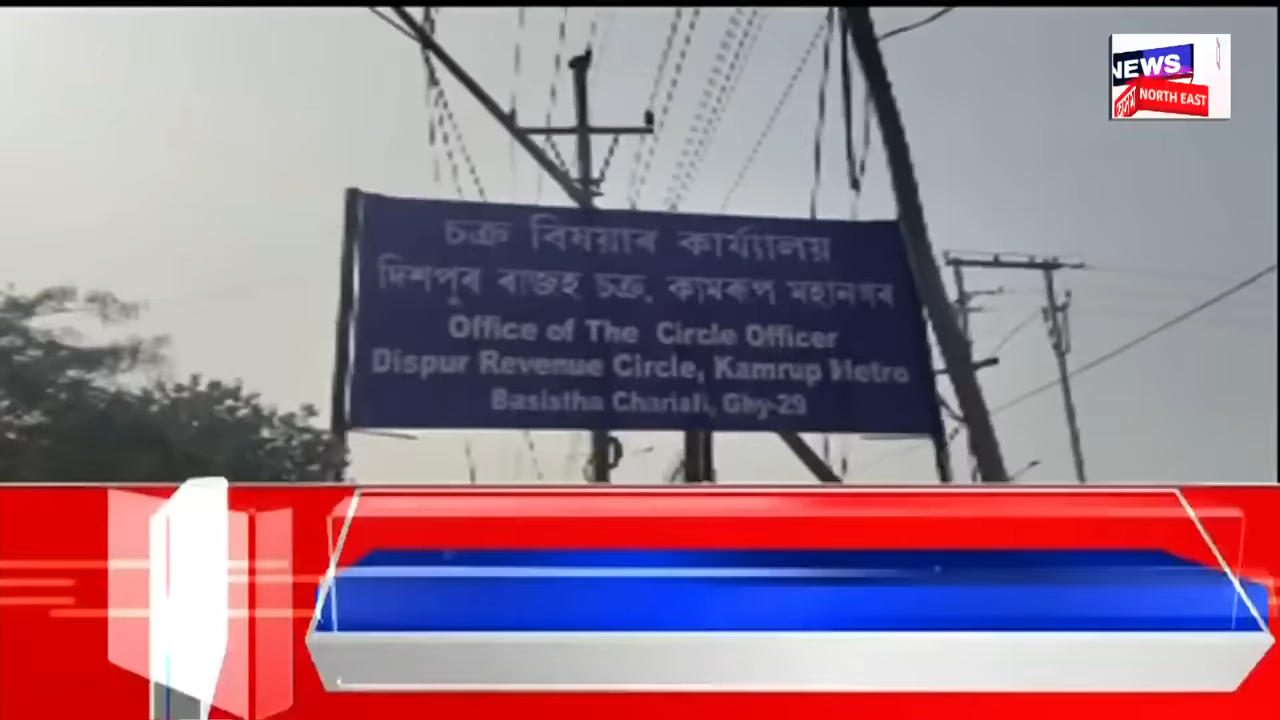 NEWS
NORTH EAST
চক্ৰ বিষয়াৰ কাৰ্য্যালয়
দিশপুৰ ৰাজহ চক্ৰ, কামৰূপ মহানগৰ
Office of The Circle Officer
Dispur Revenue Circle, Kamrup Metro
Basistha Chariali, Ghy-29